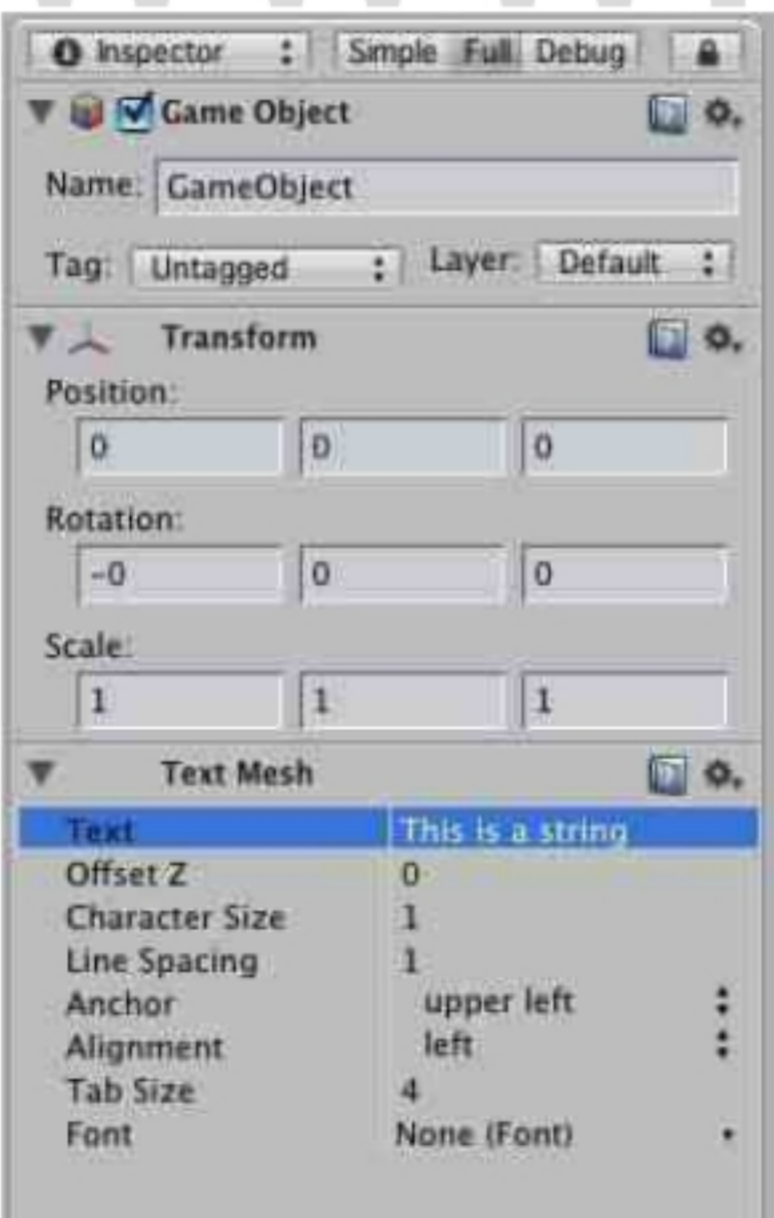 Inspector Simple Full Debug
Game Object
Name: GameObject
Tag: Untagged Layer: Default
Transform
Position:
0 0 0
Rotation:
-0 0 0
Scale:
1 1 1
Text Mesh
Text This is a string
Offset Z 0
Character Size 1
Line Spacing 1
Anchor upper left
Alignment left
Tab Size 4
Font None (Font)